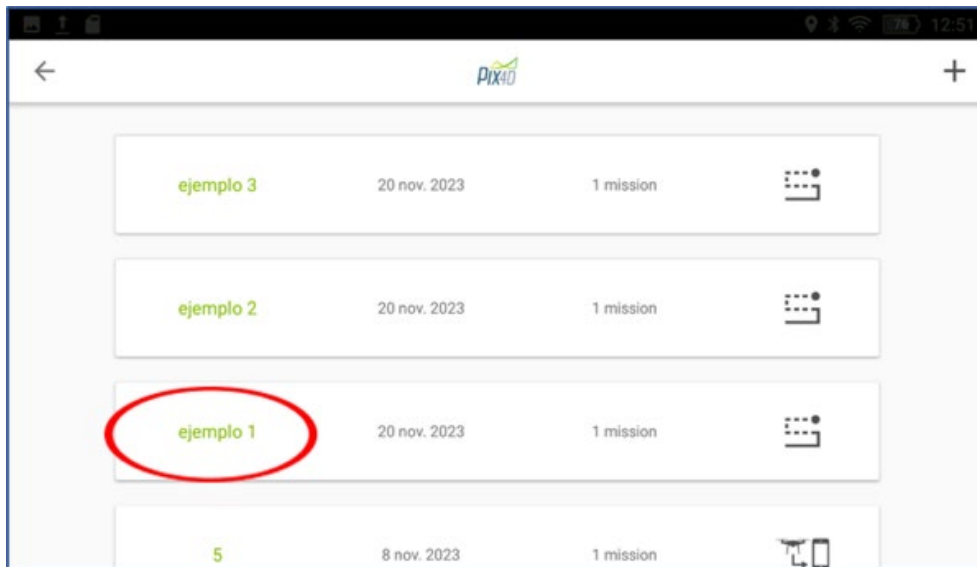 76 12:51
PIX4D
ejemplo 3 20 nov. 2023 1 mission
ejemplo 2 20 nov. 2023 1 mission
ejemplo 1 20 nov. 2023 1 mission
5 8 nov. 2023 1 mission